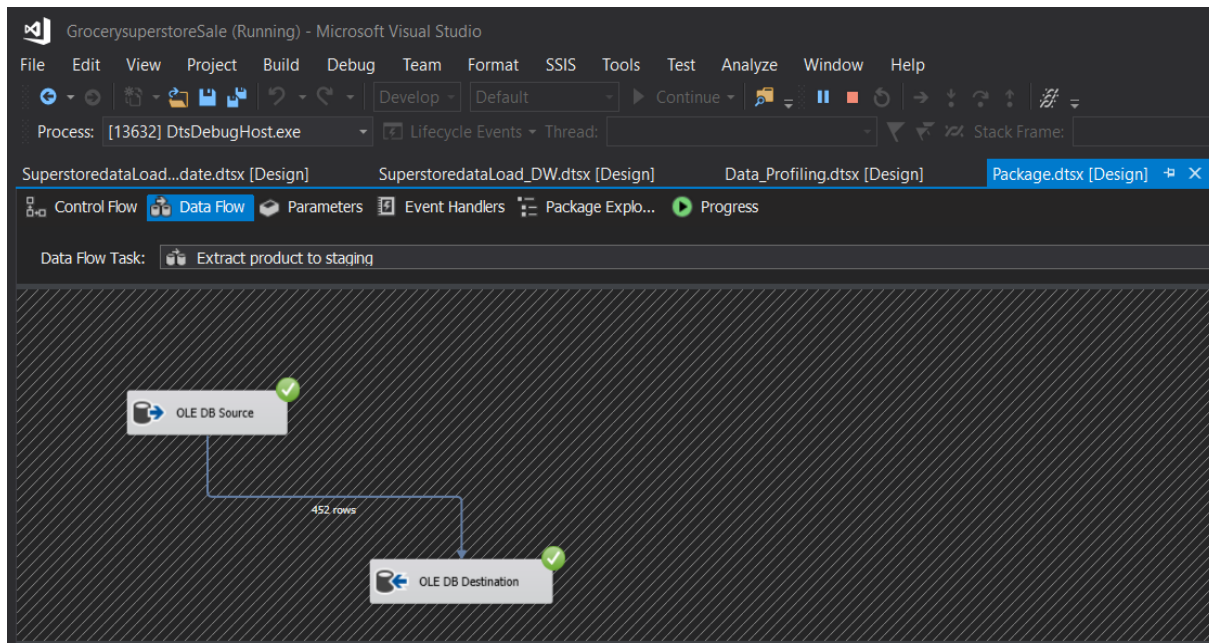 GrocerysuperstoreSale (Running) - Microsoft Visual Studio
File Edit View Project Build Debug Team Format SSIS Tools Test Analyze Window Help
Develop Default Continue
Process: [13632] DtsDebugHost.exe Lifecycle Events Thread: Stack Frame:
SuperstoredataLoad...date.dtsx [Design] SuperstoredataLoad_DW.dtsx [Design] Data_Profiling.dtsx [Design] Package.dtsx [Design]
Control Flow Data Flow Parameters Event Handlers Package Explo... Progress
Data Flow Task: Extract product to staging
OLE DB Source
452 rows
OLE DB Destination